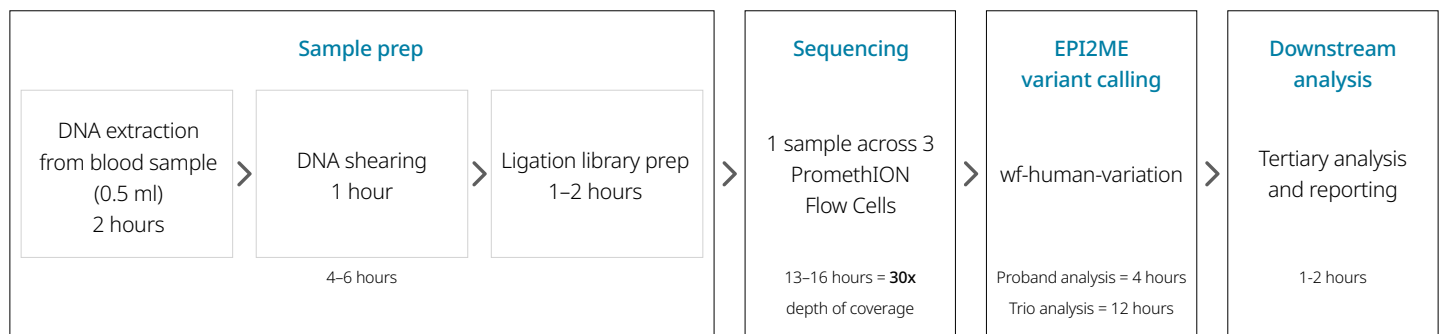 Sample prep
DNA extraction
from blood sample
(0.5 ml)
2 hours
DNA shearing
1 hour
Ligation library prep
1–2 hours
4–6 hours
Sequencing
1 sample across 3
PromethION
Flow Cells
13–16 hours = 30x
depth of coverage
EPI2ME
variant calling
wf-human-variation
Proband analysis = 4 hours
Trio analysis = 12 hours
Downstream
analysis
Tertiary analysis
and reporting
1-2 hours